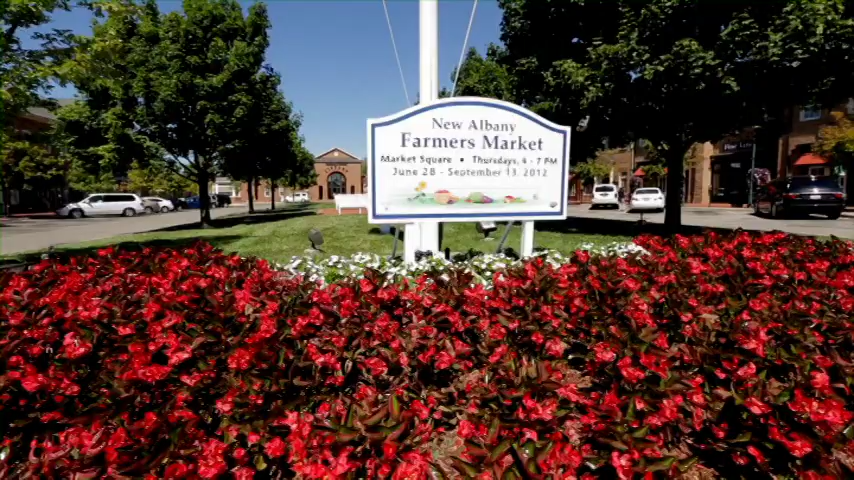 New Albany
Farmers Market
Market Square • Thursdays, 4 - 7 PM
June 28 - September 13, 2012